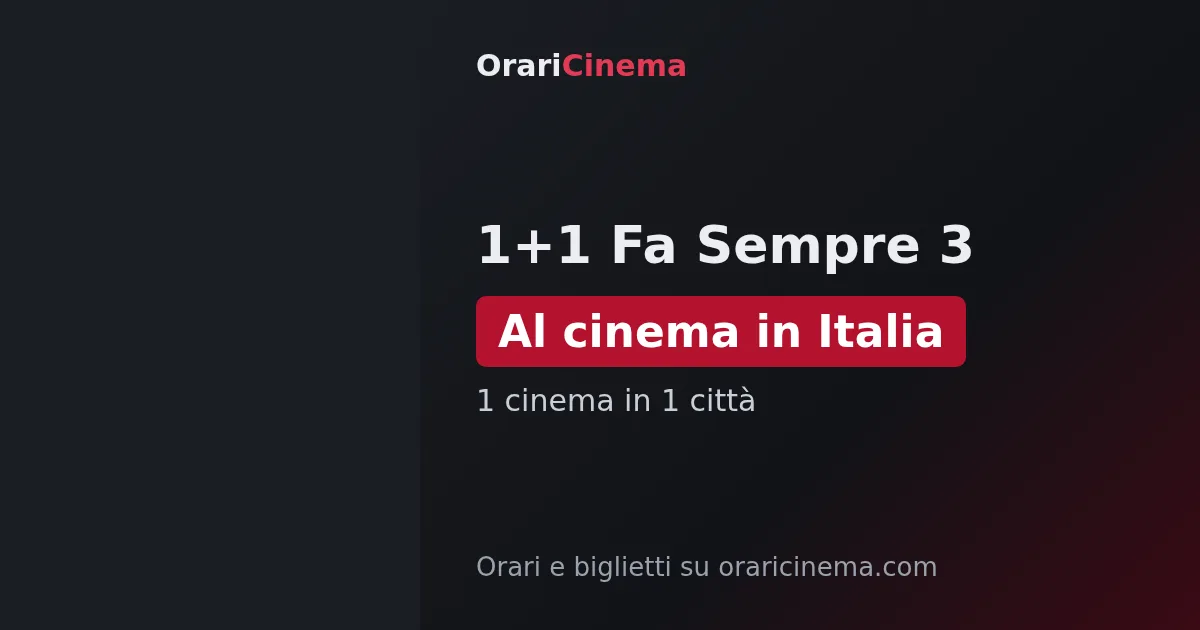 OrariCinema
1+1 Fa Sempre 3
Al cinema in Italia
1 cinema in 1 città
Orari e biglietti su oraricinema.com